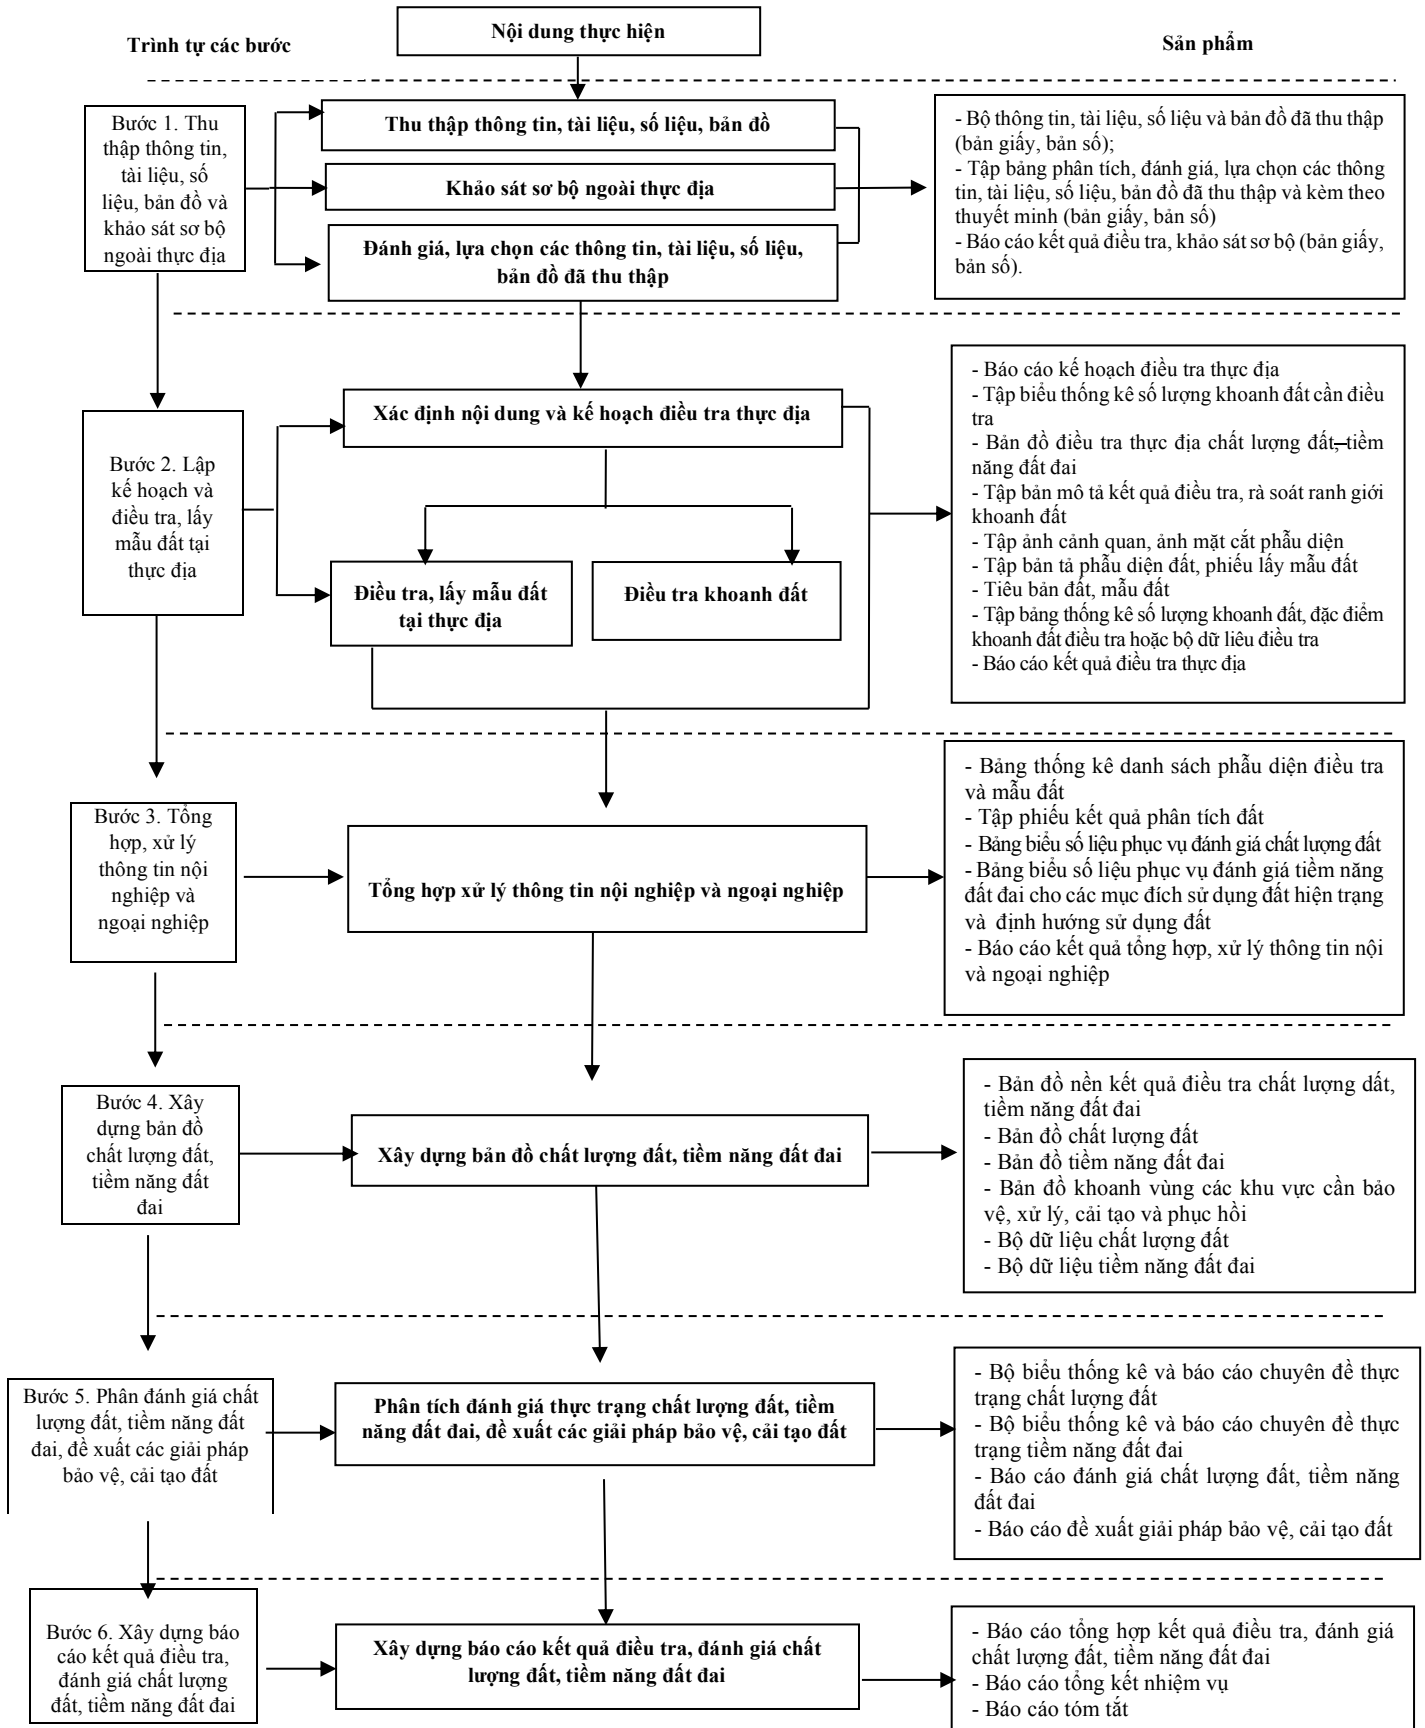 Trình tự các bước
Nội dung thực hiện
Sản phẩm
Bước 1. Thu
thập thông tin,
tài liệu, số
liệu, bản đồ và
khảo sát sơ bộ
ngoài thực địa
Thu thập thông tin, tài liệu, số liệu, bản đồ
Khảo sát sơ bộ ngoài thực địa
Đánh giá, lựa chọn các thông tin, tài liệu, số liệu,
bản đồ đã thu thập
- Bộ thông tin, tài liệu, số liệu và bản đồ đã thu thập
(bản giấy, bản số);
- Tập bảng phân tích, đánh giá, lựa chọn các thông
tin, tài liệu, số liệu, bản đồ đã thu thập và kèm theo
thuyết minh (bản giấy, bản số)
- Báo cáo kết quả điều tra, khảo sát sơ bộ (bản giấy,
bản số).
Bước 2. Lập
kế hoạch và
điều tra, lấy
mẫu đất tại
thực địa
Xác định nội dung và kế hoạch điều tra thực địa
Điều tra, lấy mẫu đất
tại thực địa
Điều tra khoanh đất
- Báo cáo kế hoạch điều tra thực địa
- Tập biểu thống kê số lượng khoanh đất cần điều
tra
- Bản đồ điều tra thực địa chất lượng đất, tiềm
năng đất đai
- Tập bản mô tả kết quả điều tra, rà soát ranh giới
khoanh đất
- Tập ảnh cảnh quan, ảnh mặt cắt phẫu diện
- Tập bản tả phẫu diện đất, phiếu lấy mẫu đất
- Tiêu bản đất, mẫu đất
- Tập bảng thống kê số lượng khoanh đất, đặc điểm
khoanh đất điều tra hoặc bộ dữ liêu điều tra
- Báo cáo kết quả điều tra thực địa
Bước 3. Tổng
hợp, xử lý
thông tin nội
nghiệp và
ngoại nghiệp
Tổng hợp xử lý thông tin nội nghiệp và ngoại nghiệp
- Bảng thống kê danh sách phẫu diện điều tra
và mẫu đất
- Tập phiếu kết quả phân tích đất
- Bảng biểu số liệu phục vụ đánh giá chất lượng đất
- Bảng biểu số liệu phục vụ đánh giá tiềm năng
đất đai cho các mục đích sử dụng đất hiện trạng
và định hướng sử dụng đất
- Báo cáo kết quả tổng hợp, xử lý thông tin nội
và ngoại nghiệp
Bước 4. Xây
dựng bản đồ
chất lượng đất,
tiềm năng đất
đai
Xây dựng bản đồ chất lượng đất, tiềm năng đất đai
- Bản đồ nền kết quả điều tra chất lượng dất,
tiềm năng đất đai
- Bản đồ chất lượng đất
- Bản đồ tiềm năng đất đai
- Bản đồ khoanh vùng các khu vực cần bảo
vệ, xử lý, cải tạo và phục hồi
- Bộ dữ liệu chất lượng đất
- Bộ dữ liệu tiềm năng đất đai
Bước 5. Phân đánh giá chất
lượng đất, tiềm năng đất
đai, đề xuất các giải pháp
bảo vệ, cải tạo đất
Phân tích đánh giá thực trạng chất lượng đất, tiềm
năng đất đai, đề xuất các giải pháp bảo vệ, cải tạo đất
- Bộ biểu thống kê và báo cáo chuyên đề thực
trạng chất lượng đất
- Bộ biểu thống kê và báo cáo chuyên đề thực
trạng tiềm năng đất đai
- Báo cáo đánh giá chất lượng đất, tiềm năng
đất đai
- Báo cáo đề xuất giải pháp bảo vệ, cải tạo đất
Bước 6. Xây dựng báo
cáo kết quả điều tra,
đánh giá chất lượng
đất, tiềm năng đất đai
Xây dựng báo cáo kết quả điều tra, đánh giá chất
lượng đất, tiềm năng đất đai
- Báo cáo tổng hợp kết quả điều tra, đánh giá
chất lượng đất, tiềm năng đất đai
- Báo cáo tổng kết nhiệm vụ
- Báo cáo tóm tắt